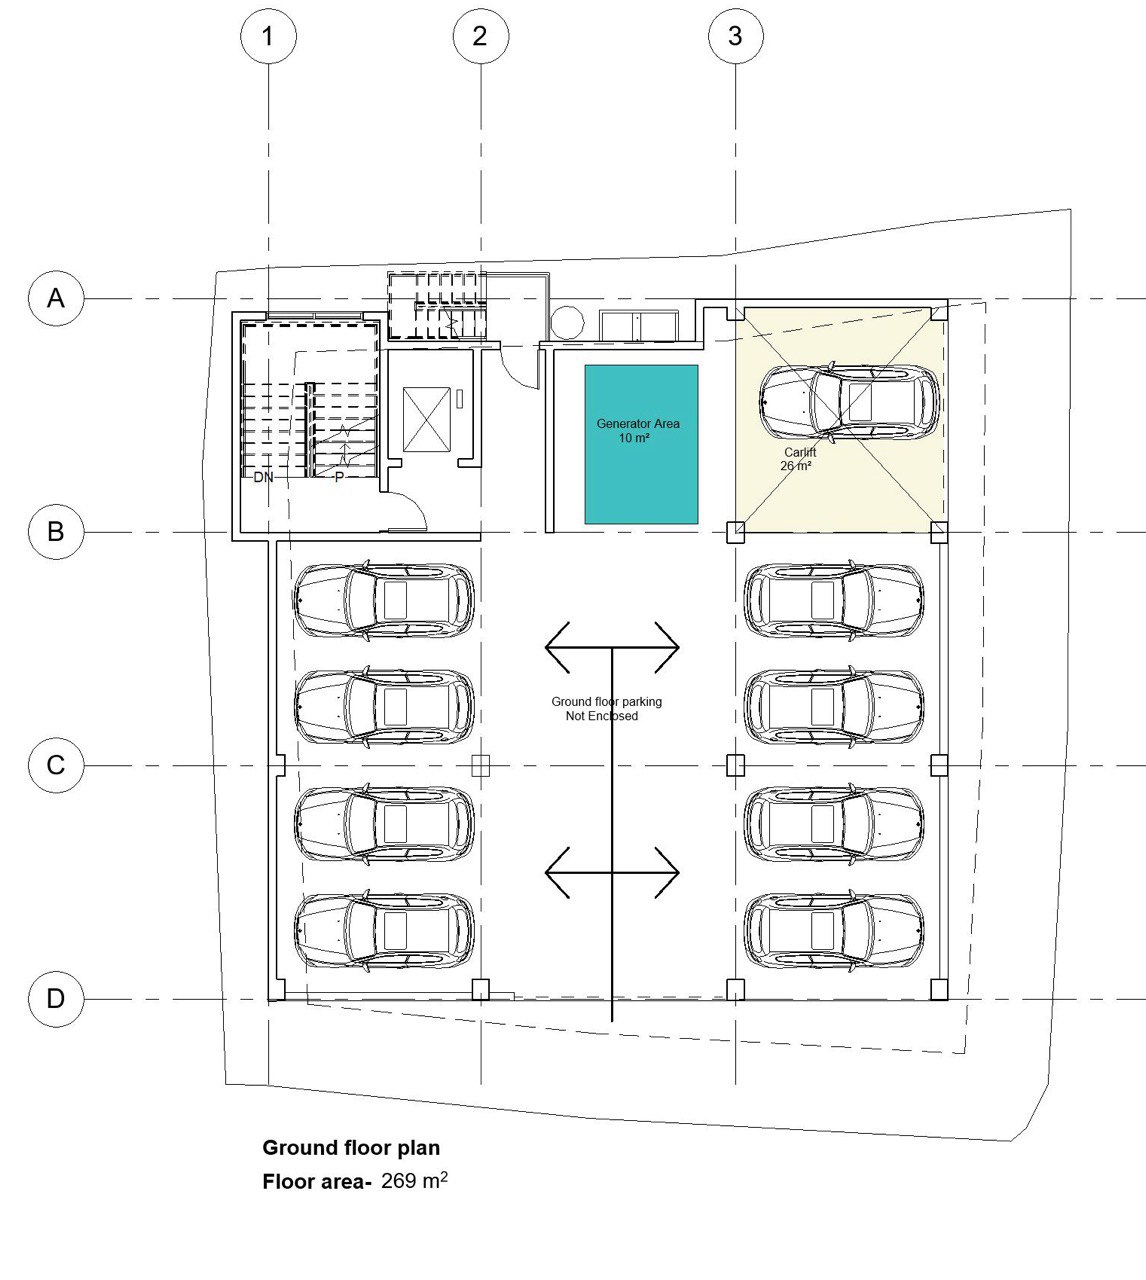 1
2
3
A
Generator Area
10 m²
Carlift
26 m²
DN
P
B
Ground floor parking
Not Enclosed
C
D
Ground floor plan
Floor area- 269 m²